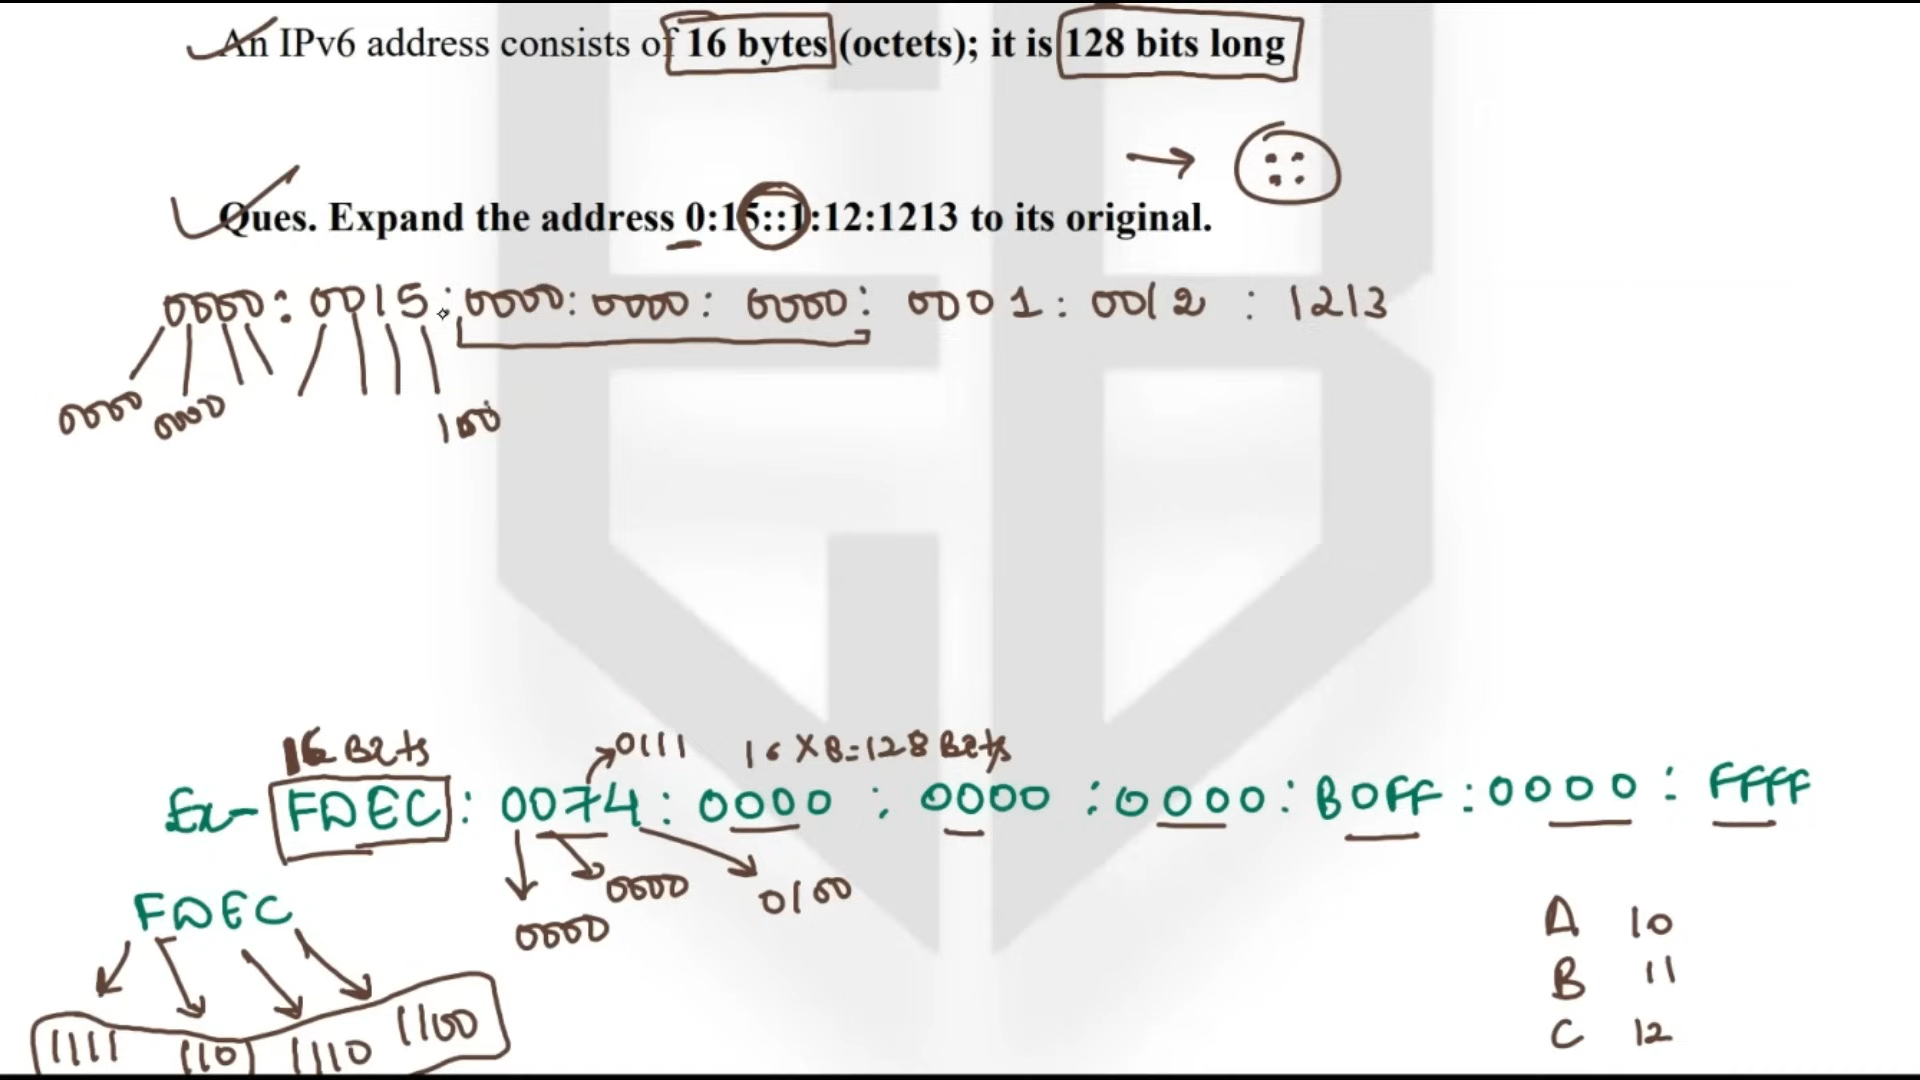 An IPv6 address consists of 16 bytes (octets); it is 128 bits long
Ques. Expand the address 0:15::1:12:1213 to its original.
0000: 0015:0000:0000: 0000: 0001: 0012 : 1213
0000 0000 100
16 Bits 0111 16 X8=128 Bits
Ex- FDEC: 0074: 0000 : 0000 :0000: B0FF :0000 : FFFF
0000 0100
FDEC 0000
A 10
B 11
C 12
1111 1101 1110 1100